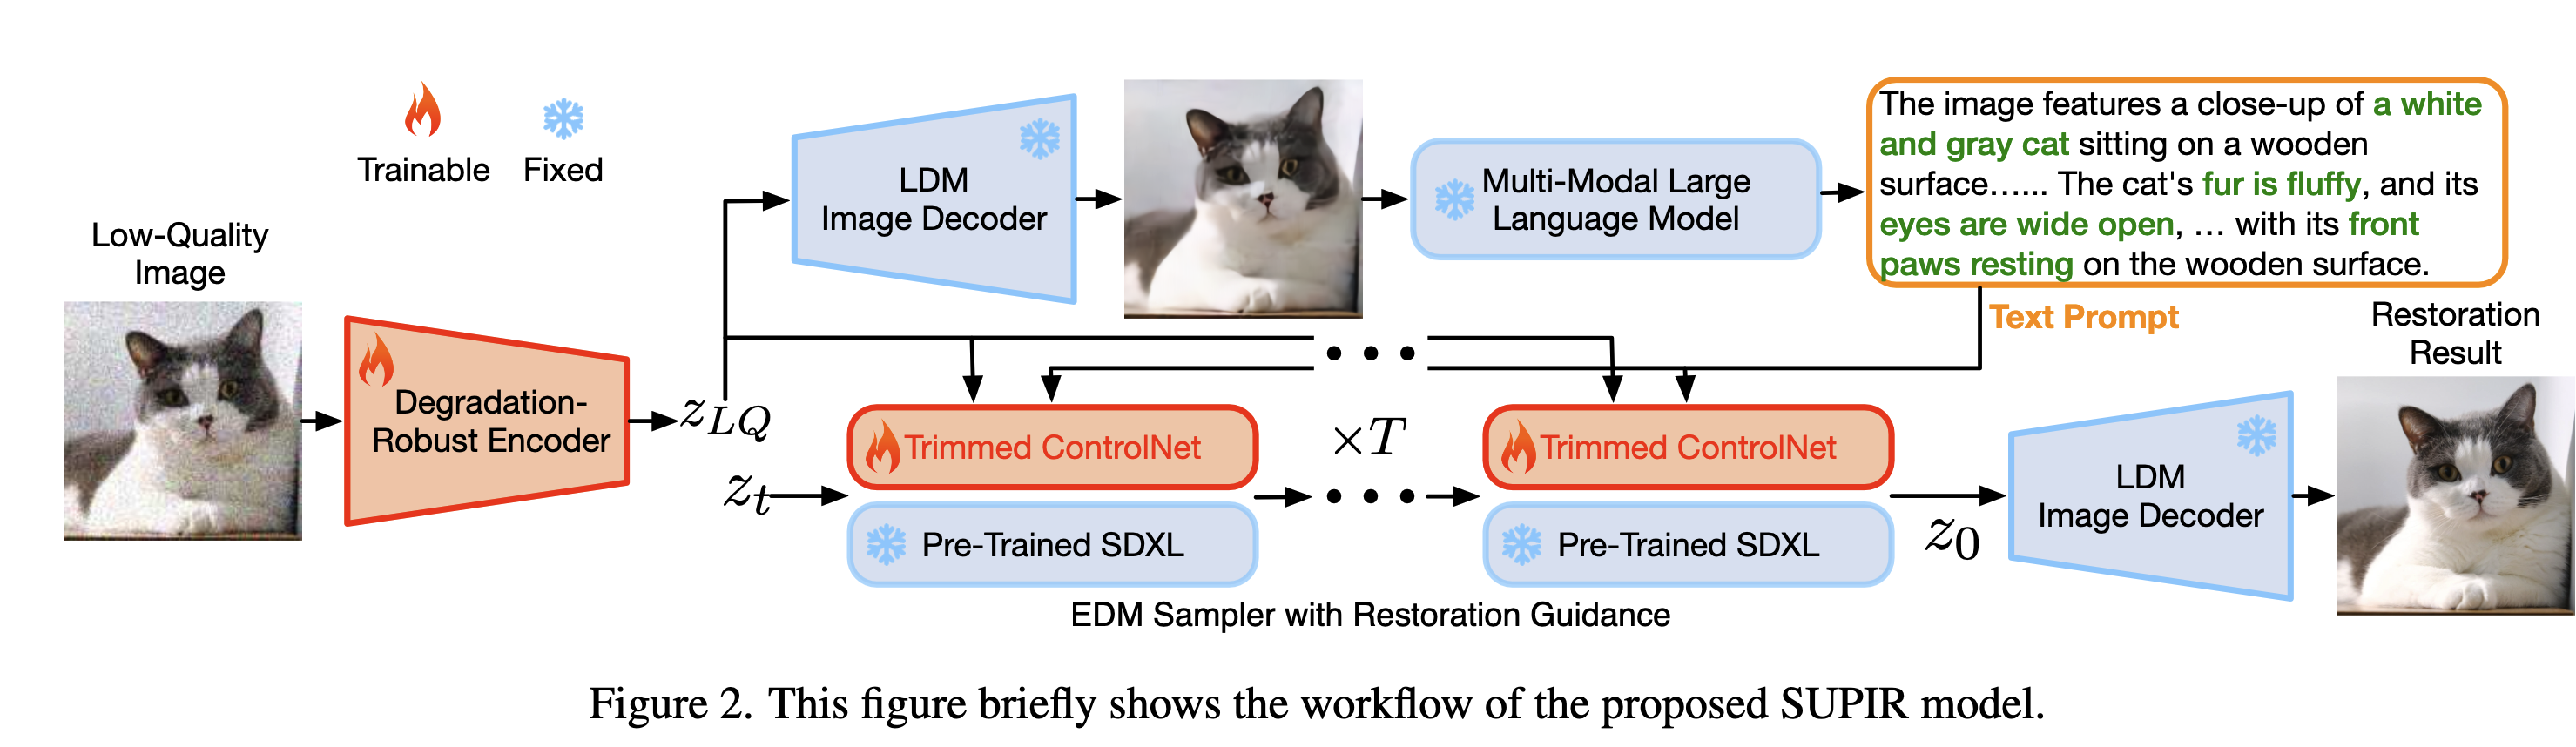 Trainable
Fixed
Low-Quality
Image
Degradation-
Robust Encoder
z_{LQ}
z_t
LDM
Image Decoder
Multi-Modal Large
Language Model
The image features a close-up of a white
and gray cat sitting on a wooden
surface...... The cat's fur is fluffy, and its
eyes are wide open, ... with its front
paws resting on the wooden surface.
Text Prompt
Trimmed ControlNet
Pre-Trained SDXL
×T
Trimmed ControlNet
Pre-Trained SDXL
EDM Sampler with Restoration Guidance
z_0
LDM
Image Decoder
Restoration
Result
Figure 2. This figure briefly shows the workflow of the proposed SUPIR model.